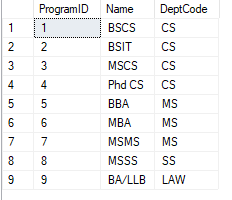 ProgramID Name DeptCode
1 1 BSCS CS
2 2 BSIT CS
3 3 MSCS CS
4 4 Phd CS CS
5 5 BBA MS
6 6 MBA MS
7 7 MSMS MS
8 8 MSSS SS
9 9 BA/LLB LAW